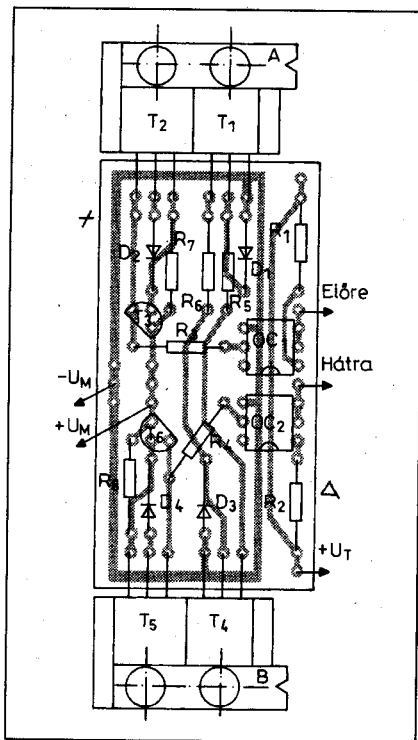 A
T2 T1
D2 R7 R6 R5 D1 R1
Előre
T3 R3 OC1
Hátra
-UM
+UM
T6 R4 OC2
R8 D4 D3 R2
+UT
T5 T4
B